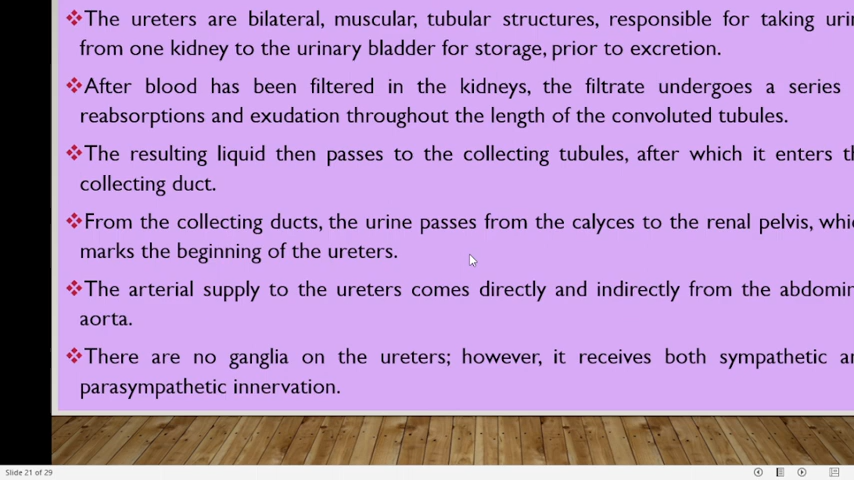 The ureters are bilateral, muscular, tubular structures, responsible for taking
from one kidney to the urinary bladder for storage, prior to excretion.
After blood has been filtered in the kidneys, the filtrate undergoes a series
reabsorptions and exudation throughout the length of the convoluted tubules.
The resulting liquid then passes to the collecting tubules, after which it enters
collecting duct.
From the collecting ducts, the urine passes from the calyces to the renal pelvis,
marks the beginning of the ureters.
The arterial supply to the ureters comes directly and indirectly from the
aorta.
There are no ganglia on the ureters; however, it receives both sympathetic
parasympathetic innervation.
Slide 21 of 29